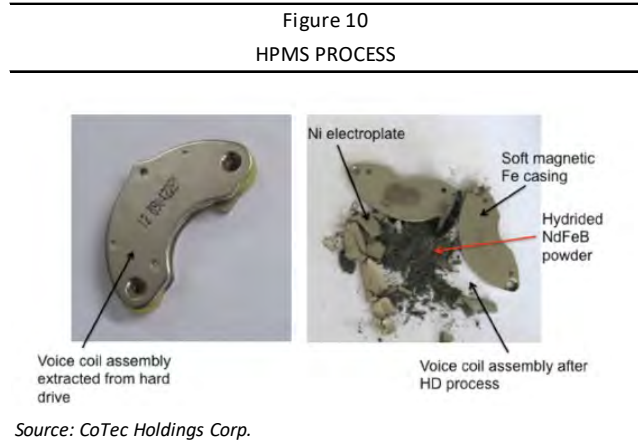 Figure 10
HPMS PROCESS
Ni electroplate
Soft magnetic
Fe casing
Hydrided
NdFeB
powder
Voice coil assembly
extracted from hard
drive
Voice coil assembly after
HD process
Source: CoTec Holdings Corp.